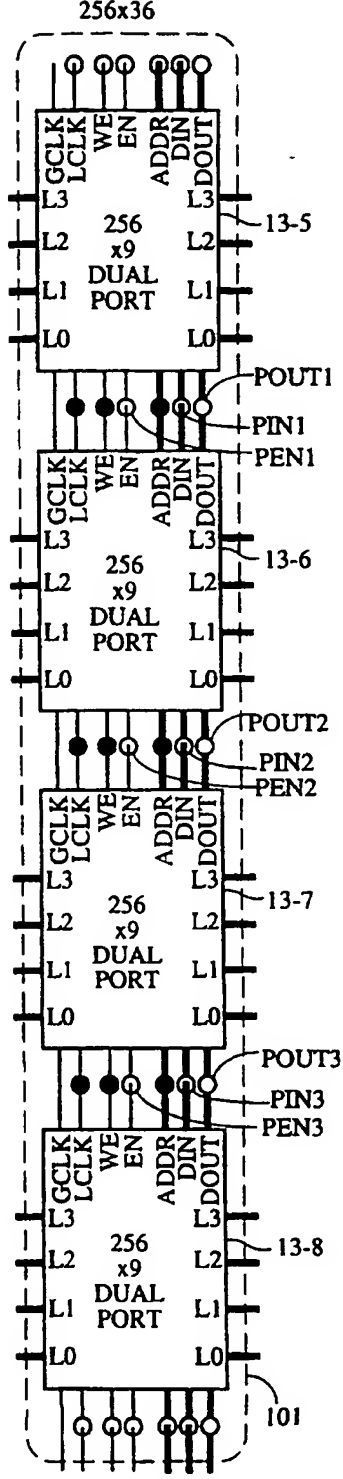 256x36
GCLK LCLK WE EN ADDR DIN DOUT
L3 L3
13-5
L2 256 L2
x9
L1 DUAL L1
PORT
L0 L0
POUT1
PIN1
PEN1
GCLK LCLK WE EN ADDR DIN DOUT
L3 L3
13-6
L2 256 L2
x9
L1 DUAL L1
PORT
L0 L0
POUT2
PIN2
PEN2
GCLK LCLK WE EN ADDR DIN DOUT
L3 L3
13-7
L2 256 L2
x9
L1 DUAL L1
PORT
L0 L0
POUT3
PIN3
PEN3
GCLK LCLK WE EN ADDR DIN DOUT
L3 L3
13-8
L2 256 L2
x9
L1 DUAL L1
PORT
L0 L0
101